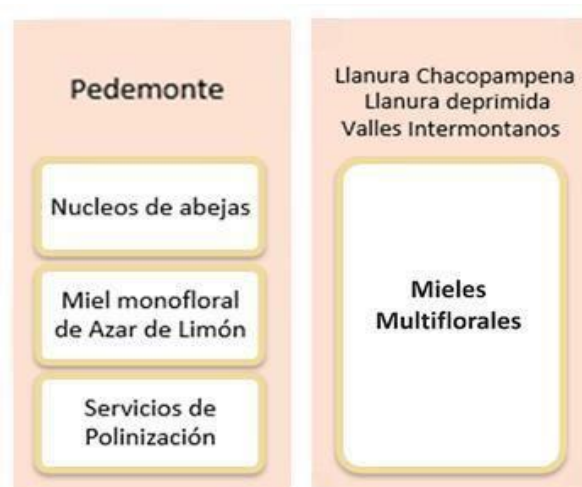 Pedemonte
Nucleos de abejas
Miel monofloral
de Azar de Limón
Servicios de
Polinización
Llanura Chacopampena
Llanura deprimida
Valles Intermontanos
Mieles
Multiflorales